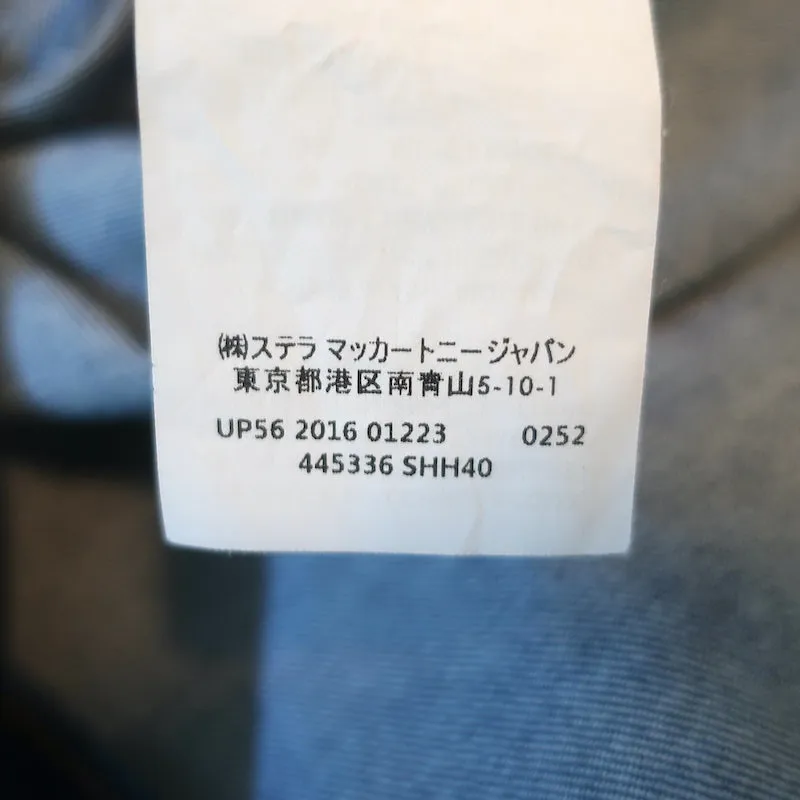 (株)ステラ マッカートニージャパン
東京都港区南青山5-10-1
UP56 2016 01223 0252
445336 SHH40